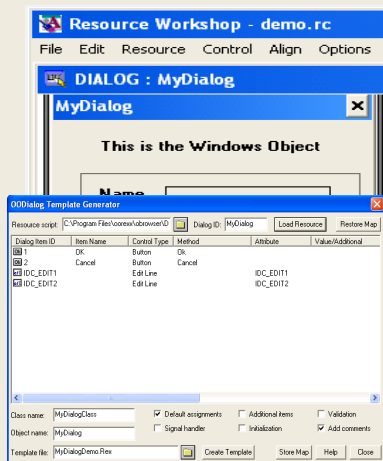 Resource Workshop - demo.rc
File Edit Resource Control Align Options
DIALOG : MyDialog
MyDialog
This is the Windows Object
Name
OODialog Template Generator
Resource script: C:\Program Files\oorexx\obrowser\D Dialog ID: MyDialog Load Resource Restore Map
Dialog Item ID Item Name Control Type Method Attribute Value/Additional
1 OK Button Ok
2 Cancel Button Cancel
IDC_EDIT1 Edit Line IDC_EDIT1
IDC_EDIT2 Edit Line IDC_EDIT2
Class name: MyDialogClass Default assignments Additional items Validation
Object name: MyDialog Signal handler Initialization Add comments
Template file: MyDialogDemo.Rex Create Template Store Map Help Close